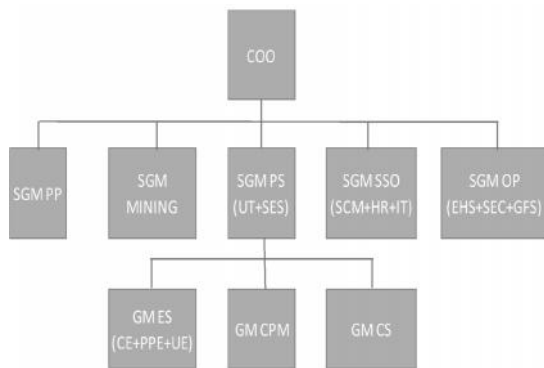 COO
SGM PP
SGM
MINING
SGM PS
(UT+SES)
SGM SSO
(SCM+HR+IT)
SGM OP
(EHS+SEC+GFS)
GM ES
(CE+PPE+UE)
GM CPM
GM CS